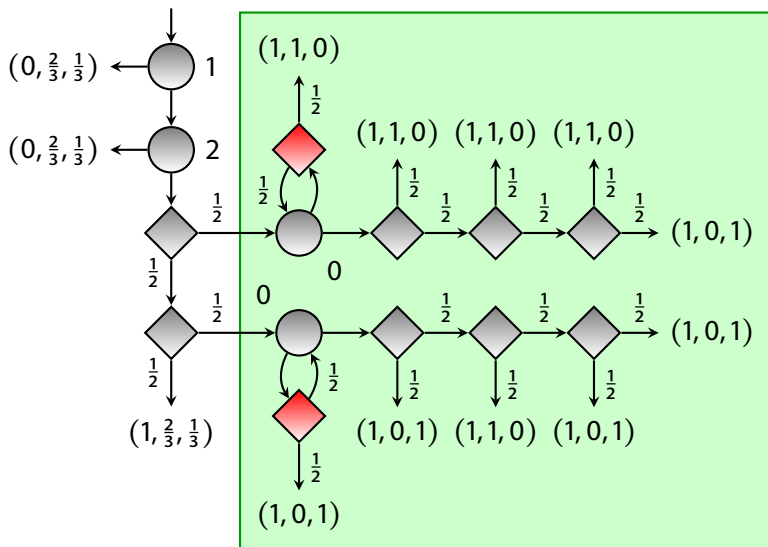 (1, 1, 0)
(0, 2/3, 1/3) 1
1/2
(1, 1, 0) (1, 1, 0) (1, 1, 0)
(0, 2/3, 1/3) 2
1/2 1/2 1/2 1/2
1/2 1/2 1/2 1/2
(1, 0, 1)
0
1/2
0
1/2 1/2 1/2 1/2
(1, 0, 1)
1/2 1/2
1/2 1/2 1/2
(1, 2/3, 1/3) (1, 0, 1) (1, 1, 0) (1, 0, 1)
1/2
(1, 0, 1)